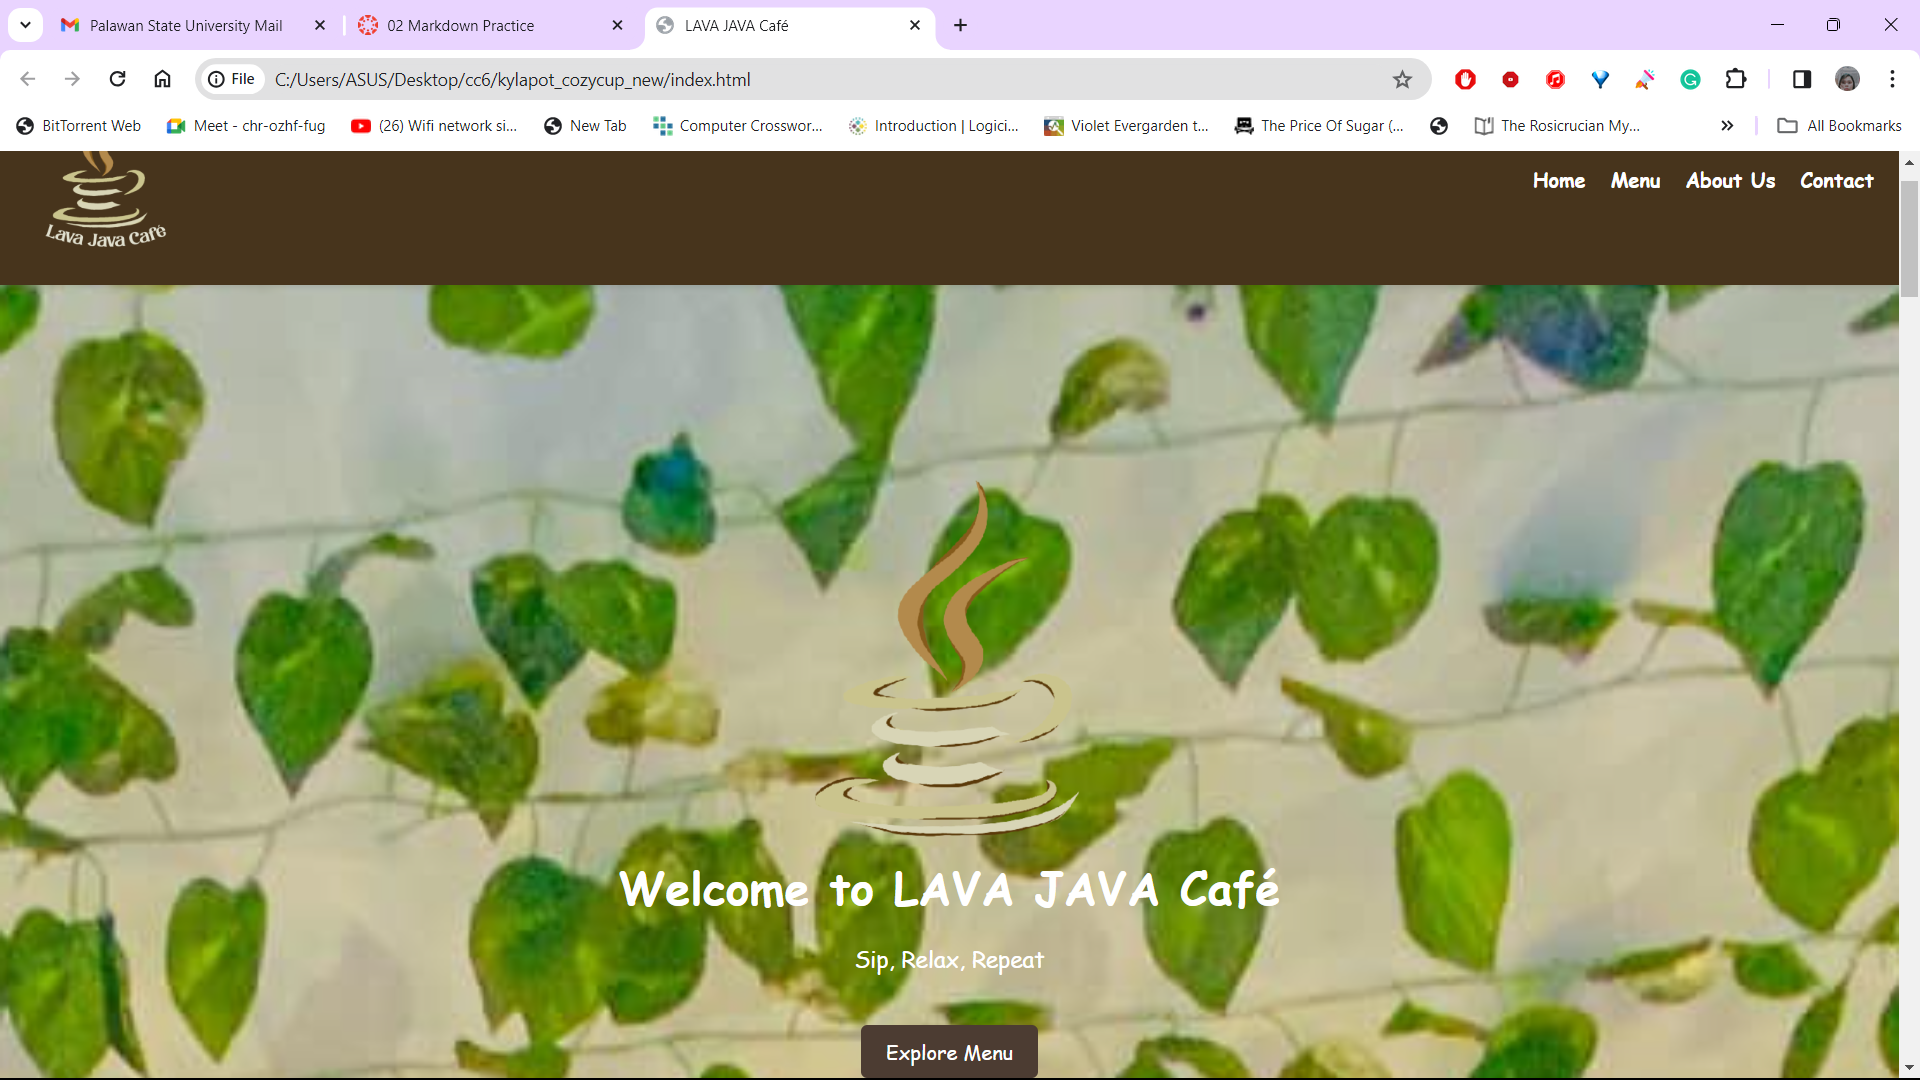 Palawan State University Mail
02 Markdown Practice
LAVA JAVA Café
File
C:/Users/ASUS/Desktop/cc6/kylapot_cozycup_new/index.html
BitTorrent Web
Meet - chr-ozhf-fug
(26) Wifi network si...
New Tab
Computer Crosswor...
Introduction | Logici...
Violet Evergarden t...
The Price Of Sugar (...
The Rosicrucian My...
All Bookmarks
Lava Java Café
Home
Menu
About Us
Contact
Welcome to LAVA JAVA Café
Sip, Relax, Repeat
Explore Menu